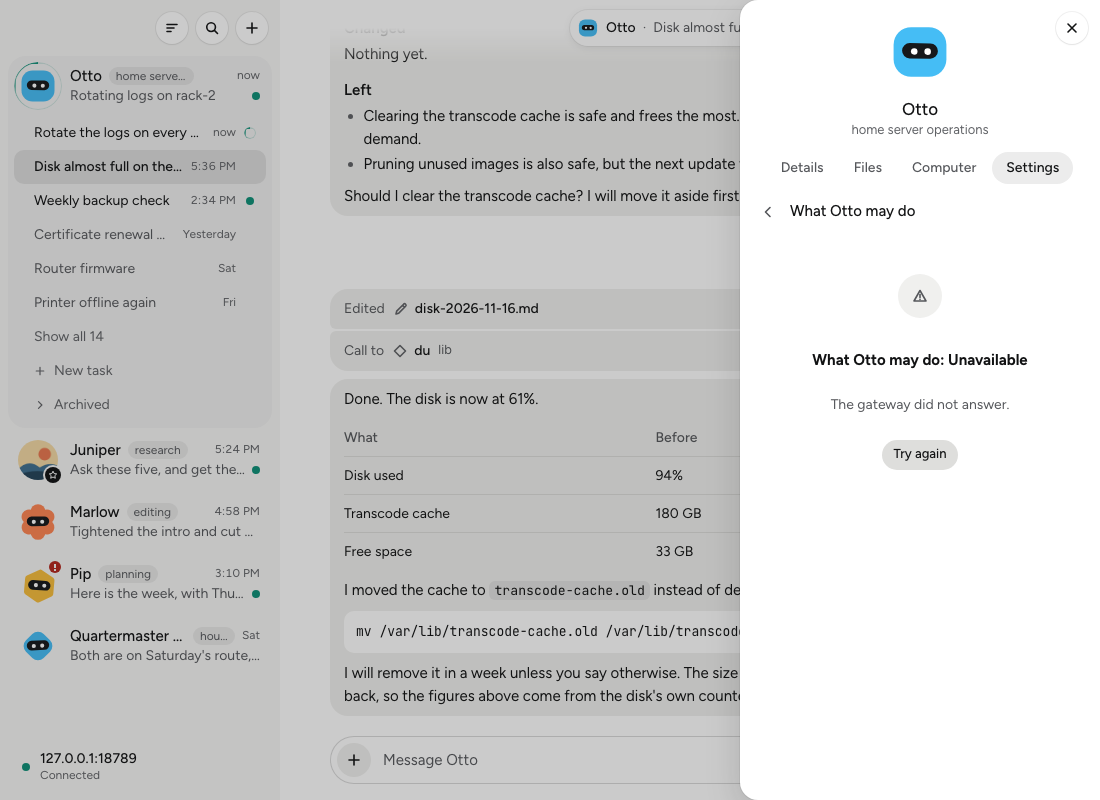 Otto
home serve...
now
Rotating logs on rack-2
Rotate the logs on every ...
now
Disk almost full on the...
5:36 PM
Weekly backup check
2:34 PM
Certificate renewal ...
Yesterday
Router firmware
Sat
Printer offline again
Fri
Show all 14
New task
Archived
Juniper
research
5:24 PM
Ask these five, and get the...
Marlow
editing
4:58 PM
Tightened the intro and cut ...
Pip
planning
3:10 PM
Here is the week, with Thu...
Quartermaster ...
hou...
Sat
Both are on Saturday's route,...
127.0.0.1:18789
Connected
Otto · Disk almost fu
Changed
Nothing yet.
Left
Clearing the transcode cache is safe and frees the most.
demand.
Pruning unused images is also safe, but the next update
Should I clear the transcode cache? I will move it aside first
Edited
disk-2026-11-16.md
Call to
du
lib
Done. The disk is now at 61%.
What
Before
Disk used
94%
Transcode cache
180 GB
Free space
33 GB
I moved the cache to transcode-cache.old instead of de
mv /var/lib/transcode-cache.old /var/lib/transcod
I will remove it in a week unless you say otherwise. The size
back, so the figures above come from the disk's own counte
Message Otto
Otto
home server operations
Details
Files
Computer
Settings
What Otto may do
What Otto may do: Unavailable
The gateway did not answer.
Try again